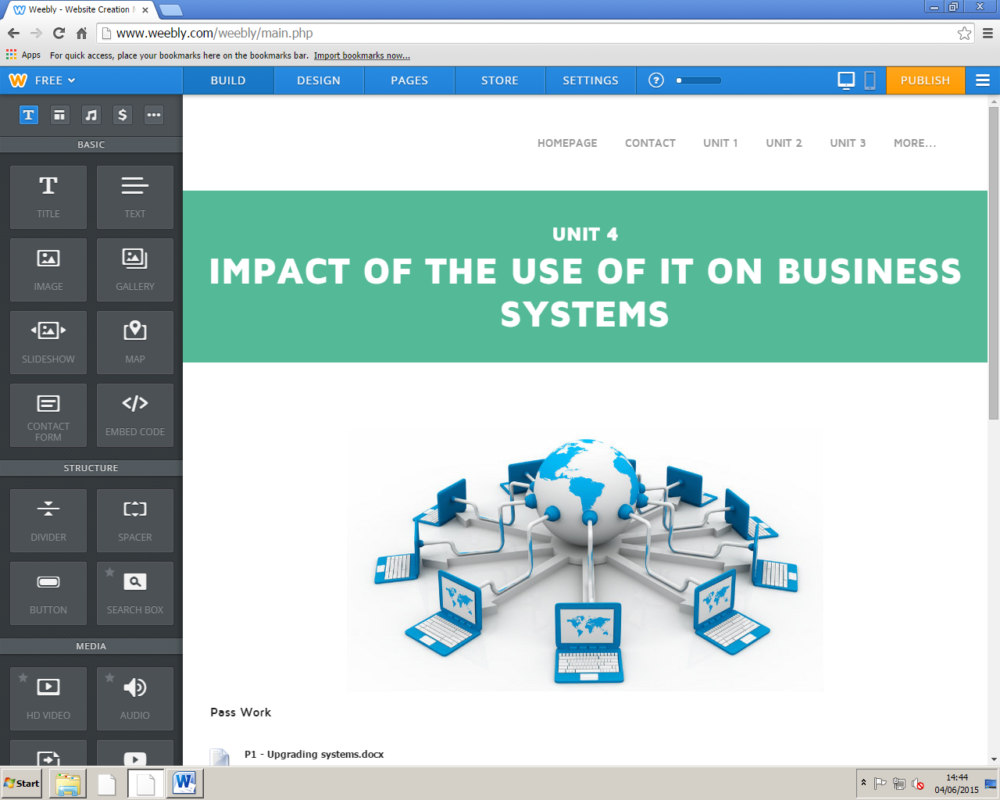 Weebly - Website Creation
www.weebly.com/weebly/main.php
Apps For quick access, place your bookmarks here on the bookmarks bar. Import bookmarks now...
FREE BUILD DESIGN PAGES STORE SETTINGS ? PUBLISH
T $
BASIC
T
TITLE TEXT
IMAGE GALLERY
SLIDESHOW MAP
CONTACT FORM EMBED CODE
STRUCTURE
DIVIDER SPACER
BUTTON SEARCH BOX
MEDIA
HD VIDEO AUDIO
HOMEPAGE CONTACT UNIT 1 UNIT 2 UNIT 3 MORE...
UNIT 4
IMPACT OF THE USE OF IT ON BUSINESS
SYSTEMS
Pass Work
P1 - Upgrading systems.docx
Start W 14:44
04/06/2015